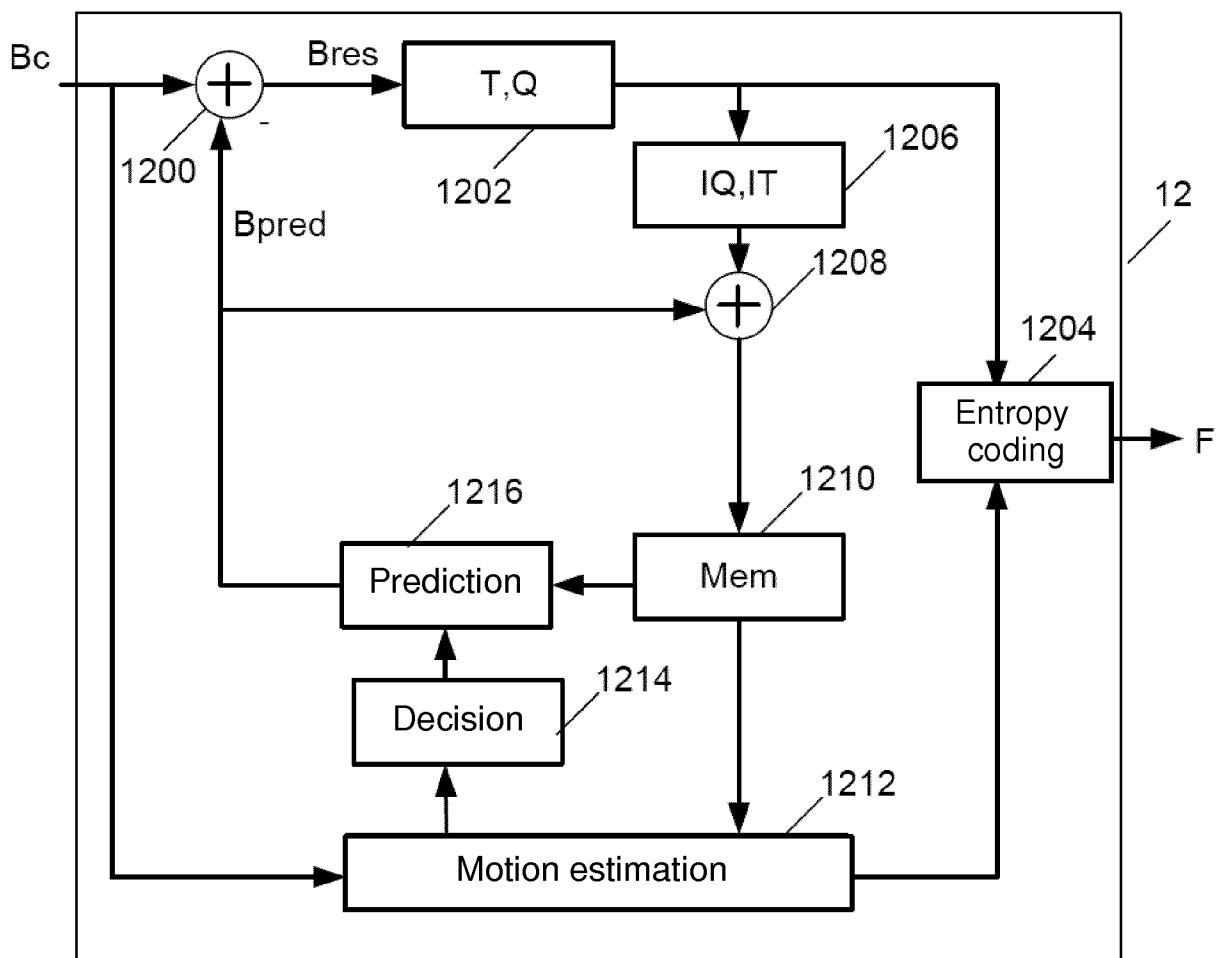 Bc
Bres
T,Q
-
1200
1202
1206
IQ,IT
12
Bpred
1208
1204
Entropy
coding
F
1216
1210
Prediction
Mem
1214
Decision
1212
Motion estimation